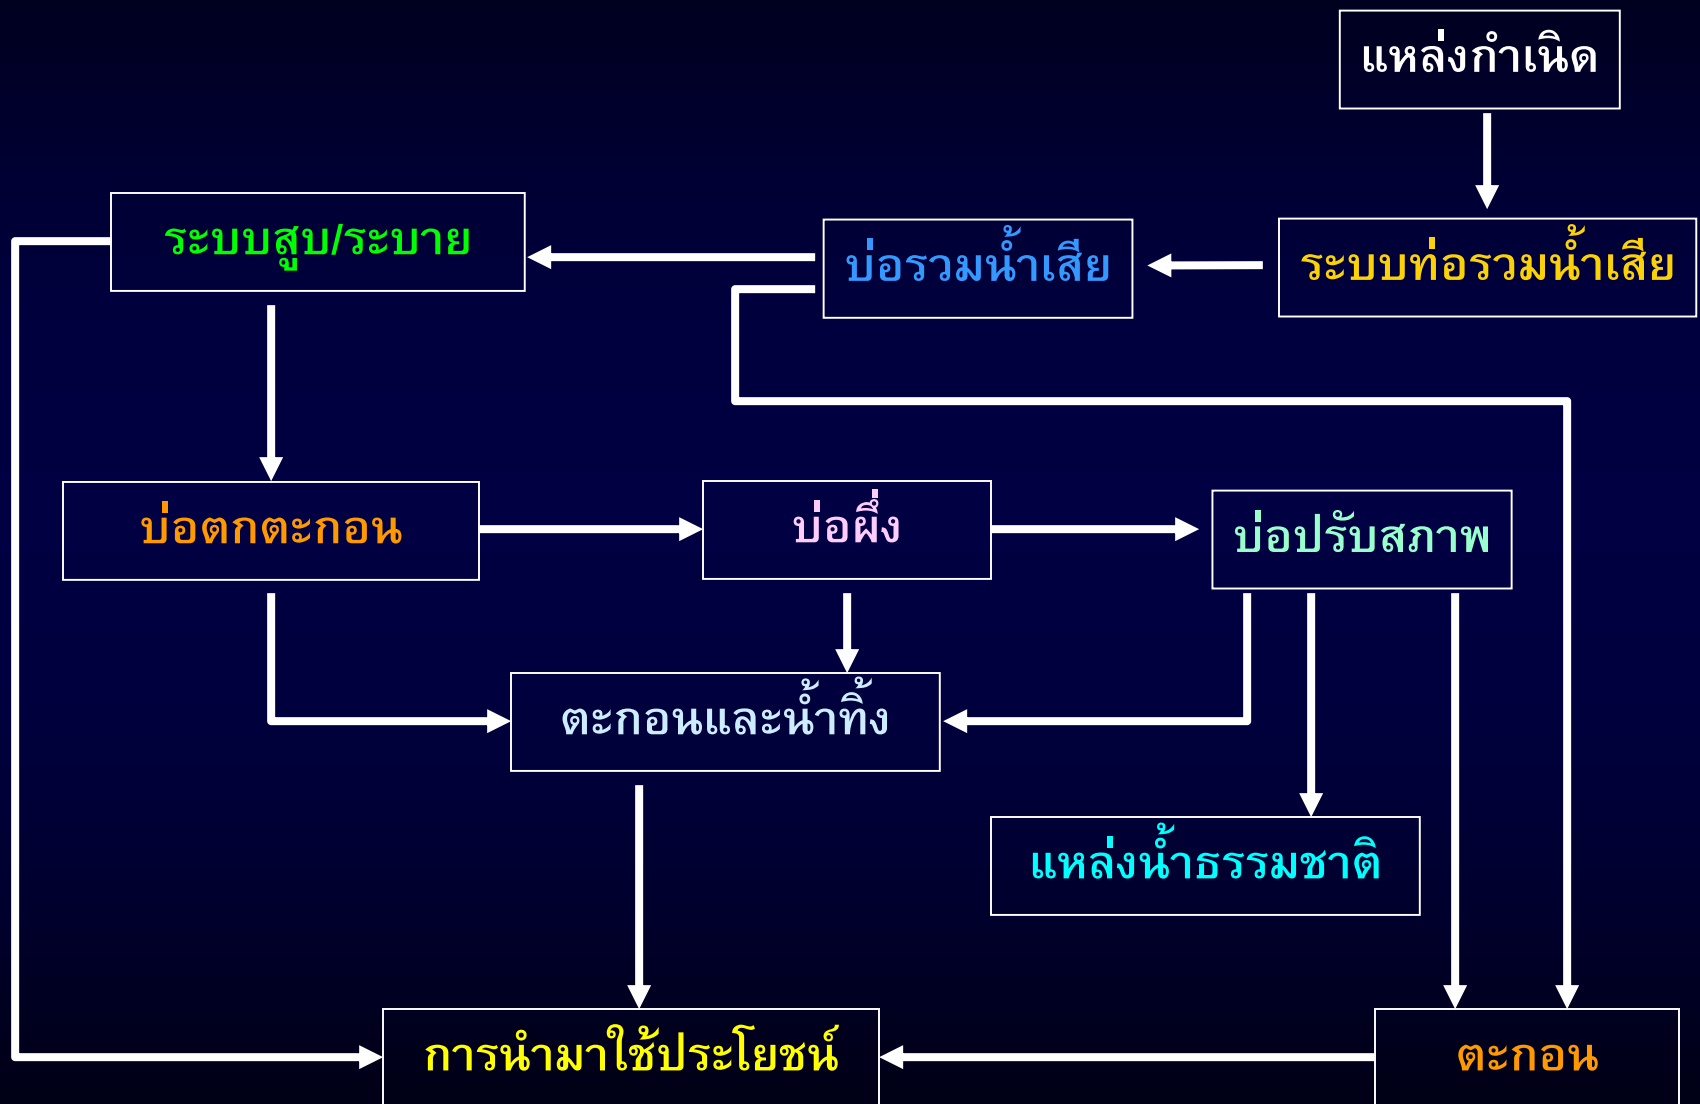 แหล่งกำเนิด
ระบบสูบ/ระบาย
บ่อรวมน้ำเสีย
ระบบท่อรวมน้ำเสีย
บ่อตกตะกอน
บ่อผึ่ง
บ่อปรับสภาพ
ตะกอนและน้ำทิ้ง
แหล่งน้ำธรรมชาติ
การนำมาใช้ประโยชน์
ตะกอน